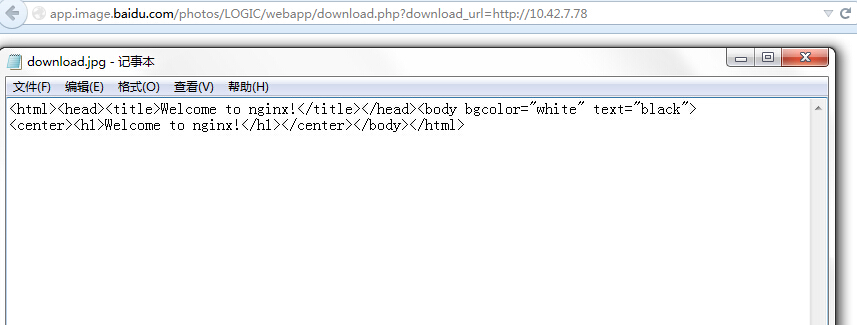 app.image.baidu.com/photos/LOGIC/webapp/download.php?download_url=http://10.42.7.78
download.jpg - 记事本
文件(F) 编辑(E) 格式(O) 查看(V) 帮助(H)
<html><head><title>Welcome to nginx!</title></head><body bgcolor="white" text="black">
<center><h1>Welcome to nginx!</h1></center></body></html>